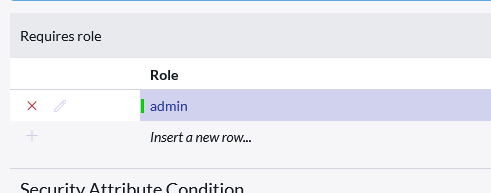 Requires role
Role
admin
Insert a new row...
Security Attribute Condition